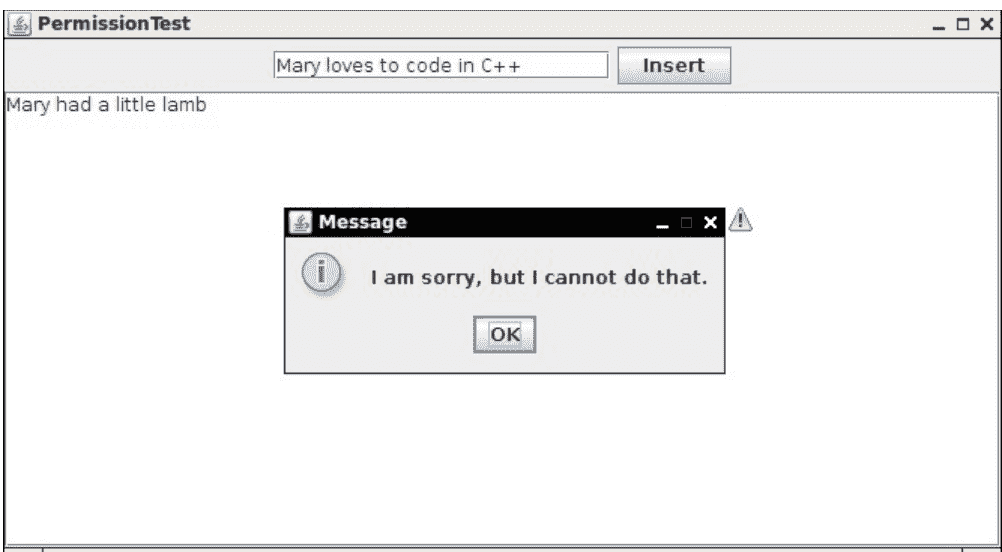 PermissionTest
Mary loves to code in C++
Insert
Mary had a little lamb
Message
I am sorry, but I cannot do that.
OK